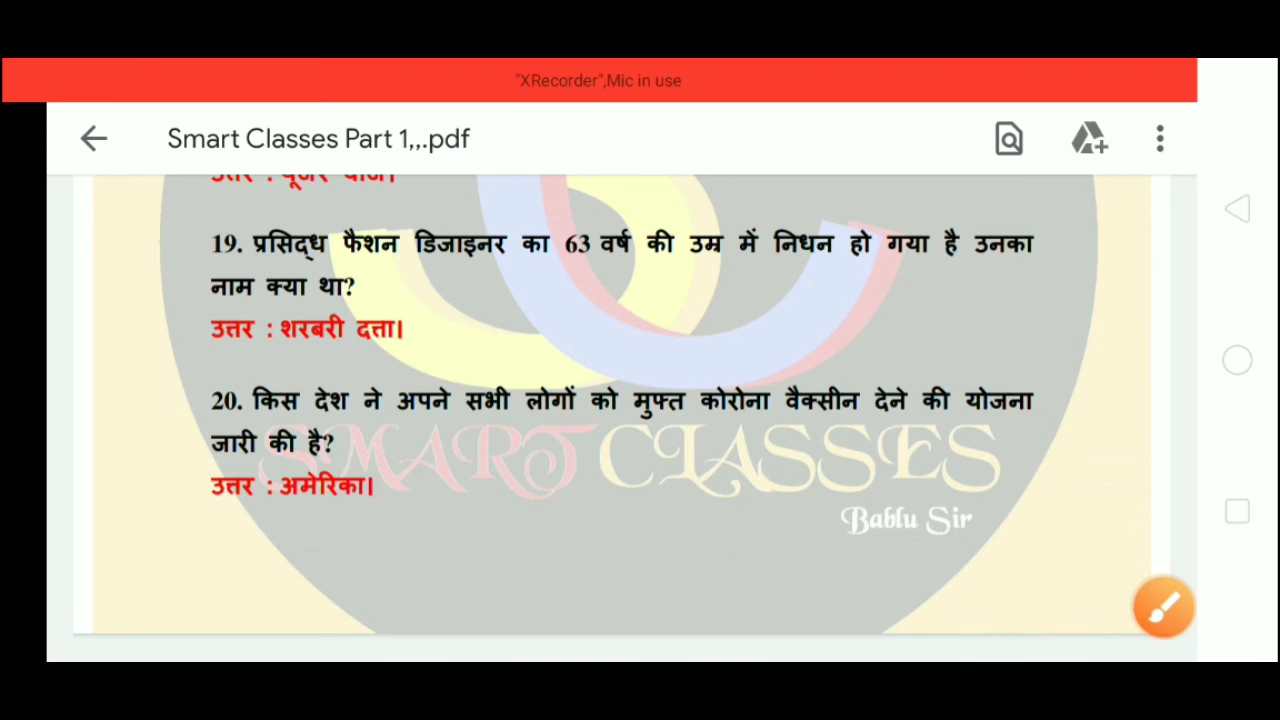 "XRecorder",Mic in use
Smart Classes Part 1,,.pdf
19. प्रसिद्ध फैशन डिजाइनर का 63 वर्ष की उम्र में निधन हो गया है उनका
नाम क्या था?
उत्तर : शरबरी दत्ता।
20. किस देश ने अपने सभी लोगों को मुफ्त कोरोना वैक्सीन देने की योजना
जारी की है?
उत्तर : अमेरिका।
SMART CLASSES
Bablu Sir